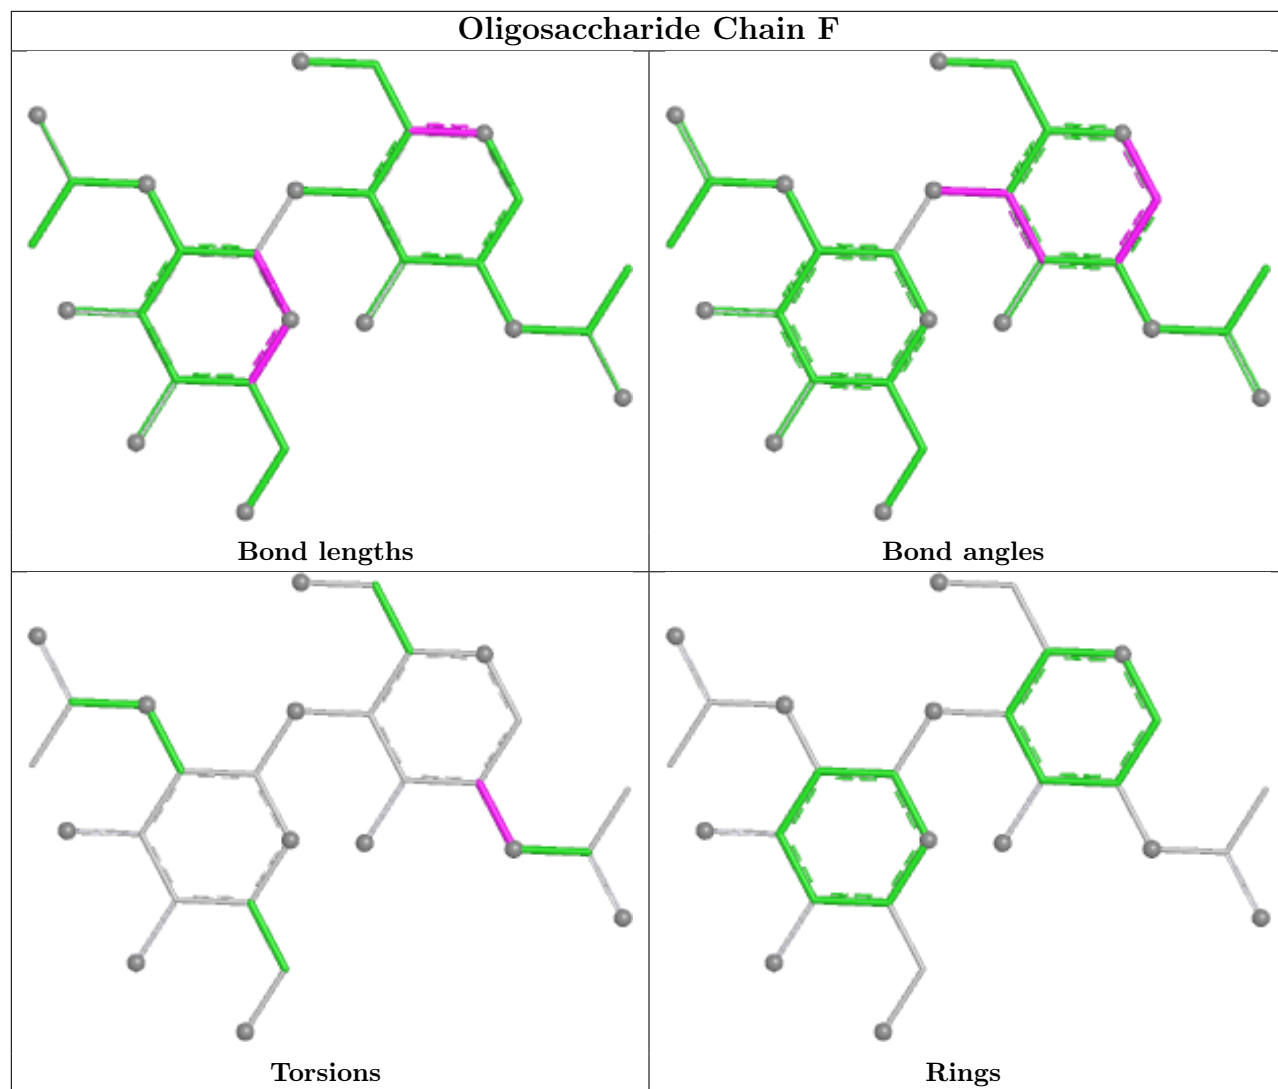 Oligosaccharide Chain F
Bond lengths
Bond angles
Torsions
Rings